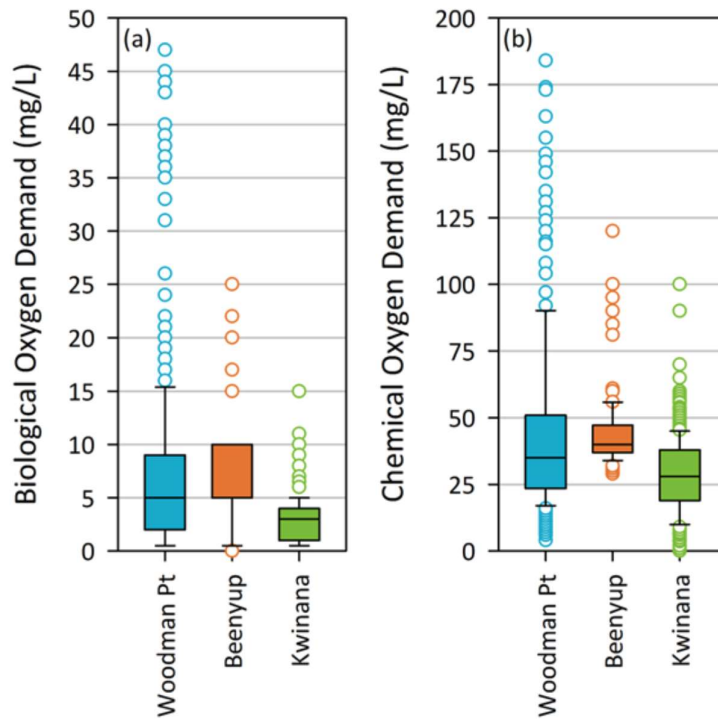 (a)
Biological Oxygen Demand (mg/L)
50
45
40
35
30
25
20
15
10
5
0
Woodman Pt
Beenyup
Kwinana
(b)
Chemical Oxygen Demand (mg/L)
200
175
150
125
100
75
50
25
0
Woodman Pt
Beenyup
Kwinana